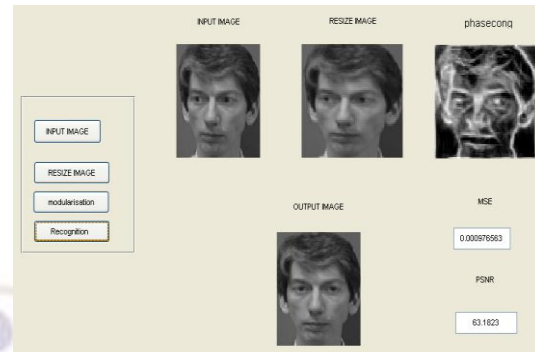 INPUT IMAGE
RESIZE IMAGE
phasecong
INPUT IMAGE
RESIZE IMAGE
modularisation
Recognition
OUTPUT IMAGE
MSE
0.000976563
PSNR
63.1823